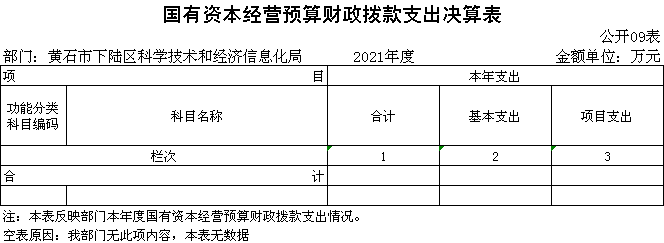 国有资本经营预算财政拨款支出决算表
公开09表
部门：黄石市下陆区科学技术和经济信息化局 2021年度 金额单位：万元
项 目 本年支出
功能分类科目编码 科目名称 合计 基本支出 项目支出
栏次 1 2 3
合 计
注：本表反映部门本年度国有资本经营预算财政拨款支出情况。
空表原因：我部门无此项内容，本表无数据